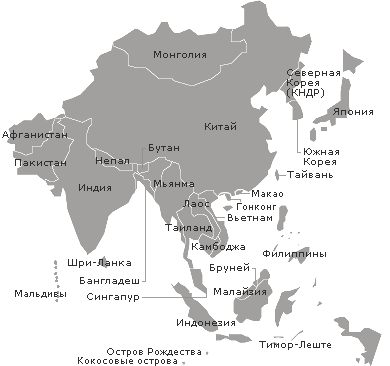 Монголия
Северная
Корея
(КНДР)
Япония
Китай
Афганистан
Пакистан
Непал
Бутан
Южная
Корея
Тайвань
Индия
Мьянма
Макао
Лаос
Гонконг
Вьетнам
Таиланд
Камбоджа
Филиппины
Шри-Ланка
Бруней
Бангладеш
Мальдивы
Сингапур
Малайзия
Индонезия
Тимор-Леште
Остров Рождества
Кокосовые острова